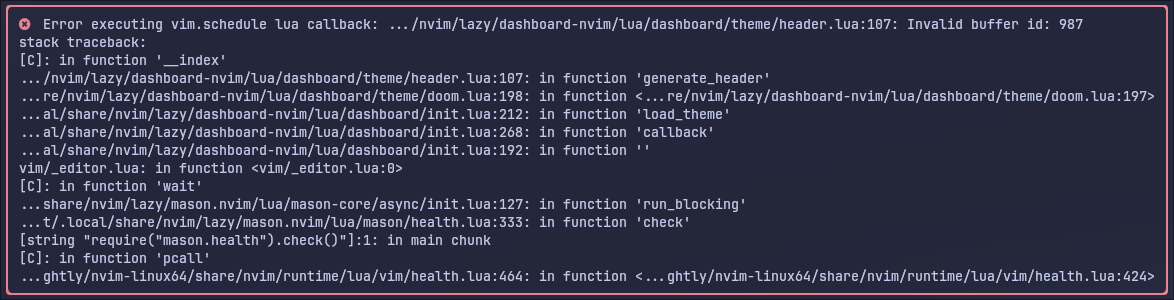 Error executing vim.schedule lua callback: .../nvim/lazy/dashboard-nvim/lua/dashboard/theme/header.lua:107: Invalid buffer id: 987
stack traceback:
[C]: in function '__index'
.../nvim/lazy/dashboard-nvim/lua/dashboard/theme/header.lua:107: in function 'generate_header'
...re/nvim/lazy/dashboard-nvim/lua/dashboard/theme/doom.lua:198: in function <...re/nvim/lazy/dashboard-nvim/lua/dashboard/theme/doom.lua:197>
...al/share/nvim/lazy/dashboard-nvim/lua/dashboard/init.lua:212: in function 'load_theme'
...al/share/nvim/lazy/dashboard-nvim/lua/dashboard/init.lua:268: in function 'callback'
...al/share/nvim/lazy/dashboard-nvim/lua/dashboard/init.lua:192: in function ''
vim/_editor.lua: in function <vim/_editor.lua:0>
[C]: in function 'wait'
...share/nvim/lazy/mason.nvim/lua/mason-core/async/init.lua:127: in function 'run_blocking'
...t/.local/share/nvim/lazy/mason.nvim/lua/mason/health.lua:333: in function 'check'
[string "require("mason.health").check()"]:1: in main chunk
[C]: in function 'pcall'
...ghtly/nvim-linux64/share/nvim/runtime/lua/vim/health.lua:464: in function <...ghtly/nvim-linux64/share/nvim/runtime/lua/vim/health.lua:424>